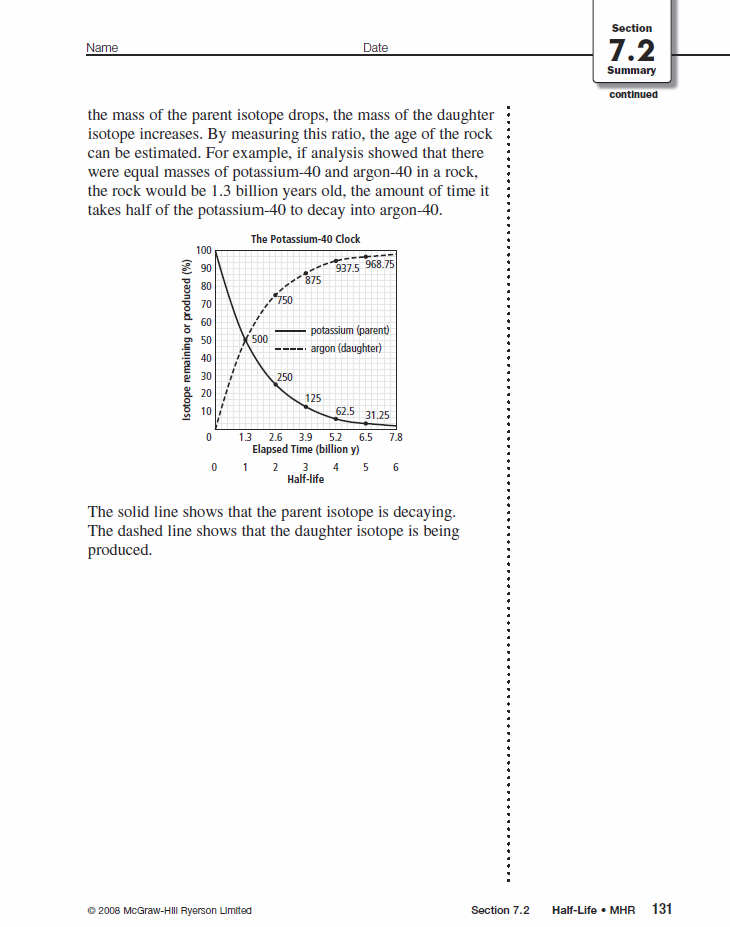 Section
7.2
Summary
Name Date
continued
the mass of the parent isotope drops, the mass of the daughter
isotope increases. By measuring this ratio, the age of the rock
can be estimated. For example, if analysis showed that there
were equal masses of potassium-40 and argon-40 in a rock,
the rock would be 1.3 billion years old, the amount of time it
takes half of the potassium-40 to decay into argon-40.
The Potassium-40 Clock
Isotope remaining or produced (%)
100
90
80
70
60
50
40
30
20
10
937.5 968.75
875
750
500
potassium (parent)
argon (daughter)
250
125
62.5 31.25
0 1.3 2.6 3.9 5.2 6.5 7.8
Elapsed Time (billion y)
0 1 2 3 4 5 6
Half-life
The solid line shows that the parent isotope is decaying.
The dashed line shows that the daughter isotope is being
produced.
© 2008 McGraw-Hill Ryerson Limited Section 7.2 Half-Life • MHR 131